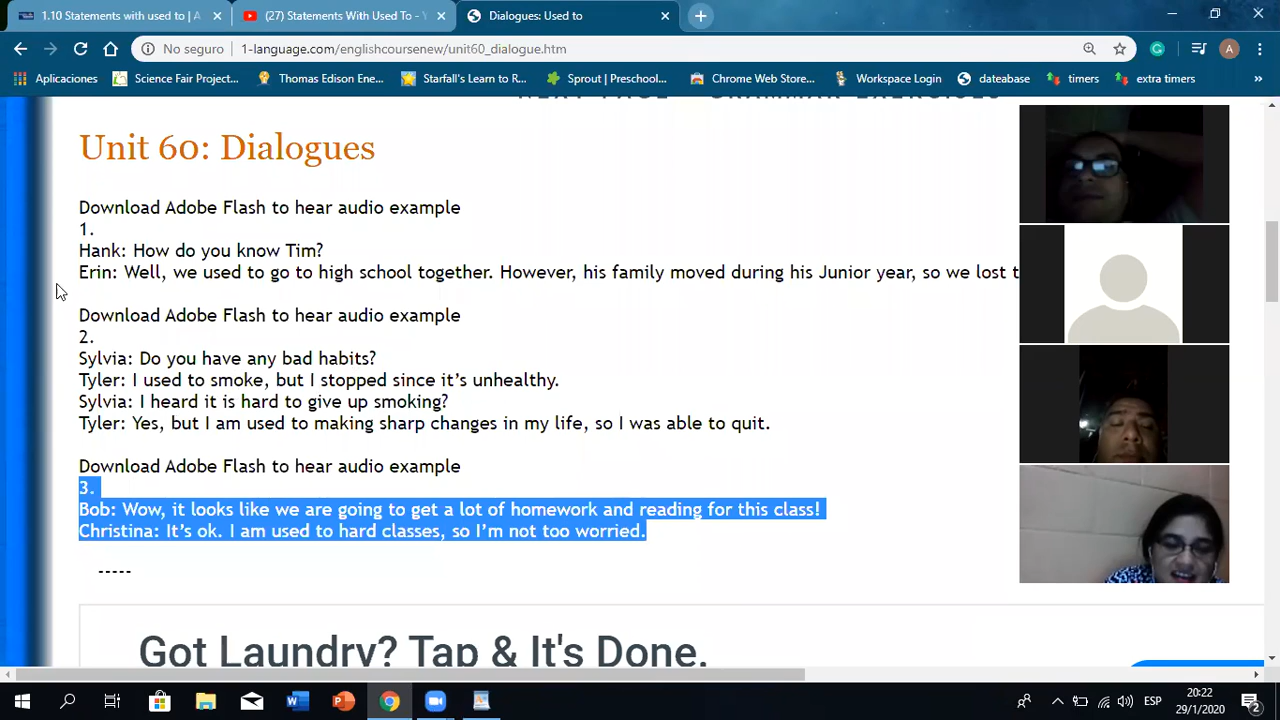 1.10 Statements with used to | A
(27) Statements With Used To - Y
Dialogues: Used to
No seguro
1-language.com/englishcoursenew/unit60_dialogue.htm
A
Aplicaciones
Science Fair Project...
Thomas Edison Ene...
Starfall's Learn to R...
Sprout | Preschool...
Chrome Web Store...
Workspace Login
dateabase
timers
extra timers
»
NEXT PAGE GRAMMAR EXERCISES
Unit 60: Dialogues
Download Adobe Flash to hear audio example
1.
Hank: How do you know Tim?
Erin: Well, we used to go to high school together. However, his family moved during his Junior year, so we lost t
Download Adobe Flash to hear audio example
2.
Sylvia: Do you have any bad habits?
Tyler: I used to smoke, but I stopped since it's unhealthy.
Sylvia: I heard it is hard to give up smoking?
Tyler: Yes, but I am used to making sharp changes in my life, so I was able to quit.
Download Adobe Flash to hear audio example
3.
Bob: Wow, it looks like we are going to get a lot of homework and reading for this class!
Christina: It's ok. I am used to hard classes, so I'm not too worried.
-----
Got Laundry? Tap & It's Done.
ESP
20:22
29/1/2020
2